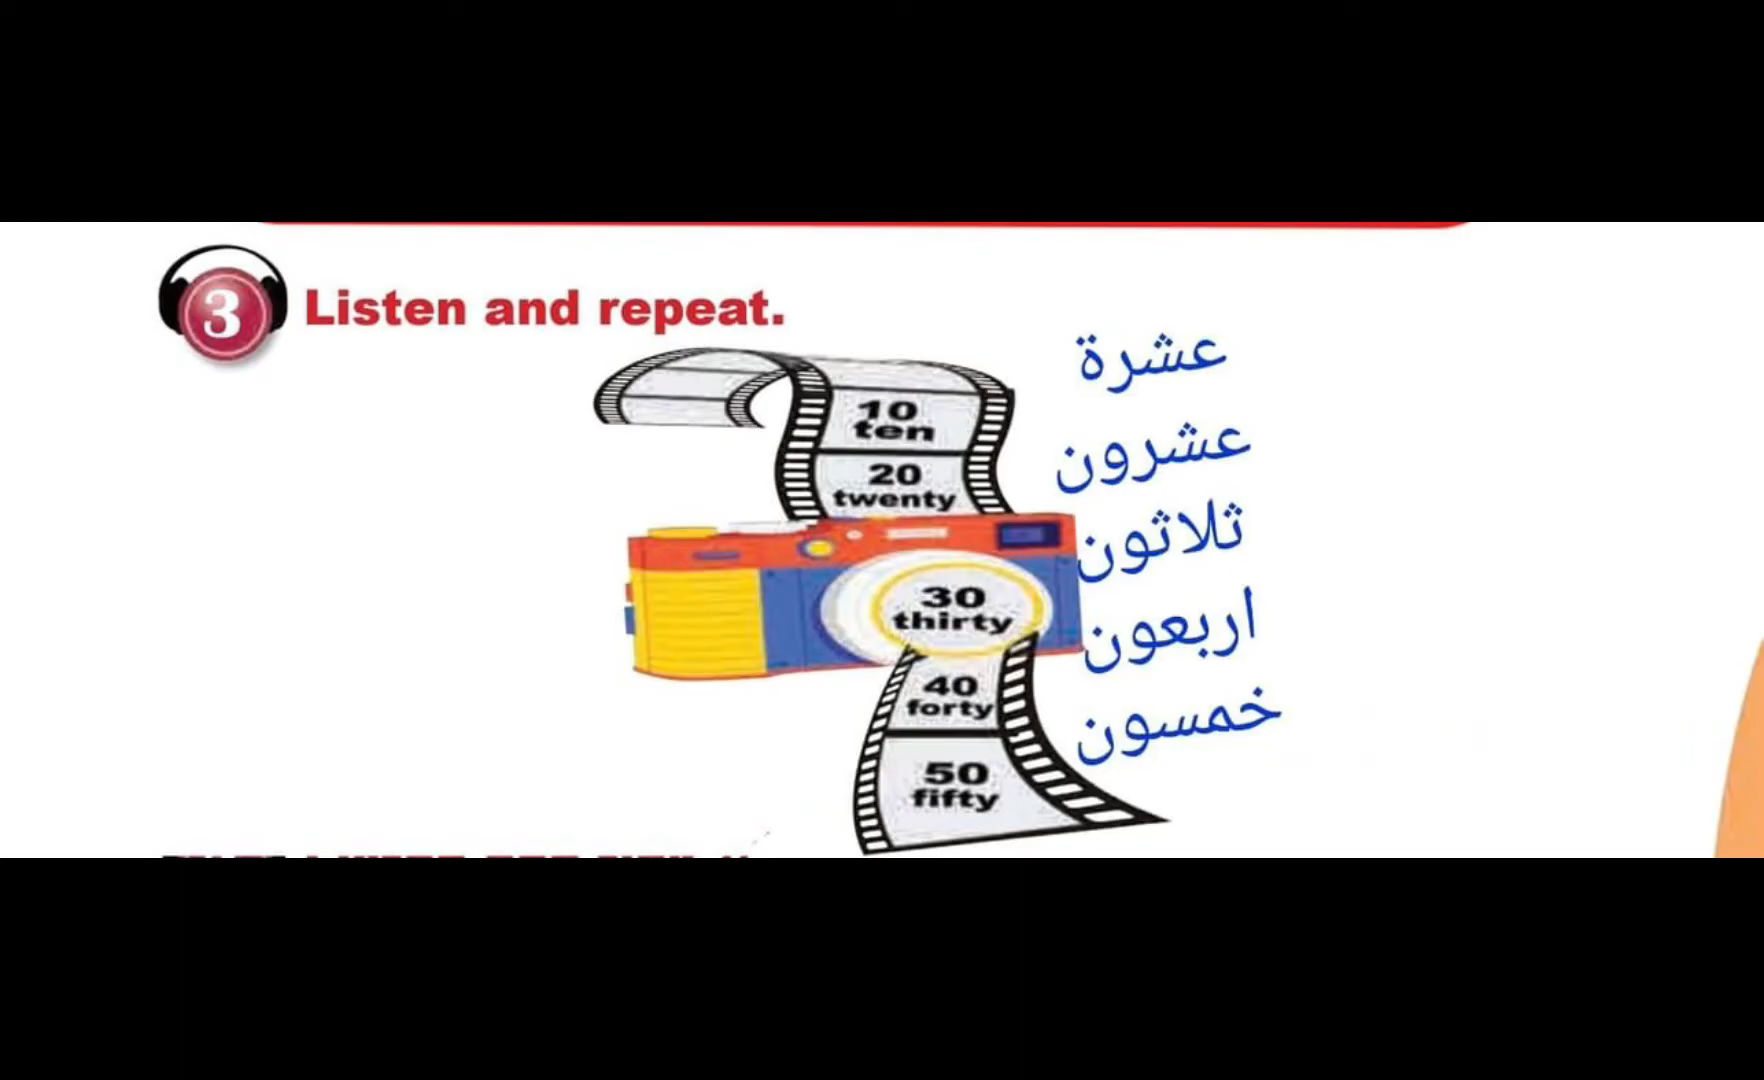 3 Listen and repeat.
عشرة
10
ten
عشرون
20
twenty
ثلاثون
30
thirty
اربعون
40
forty
خمسون
50
fifty